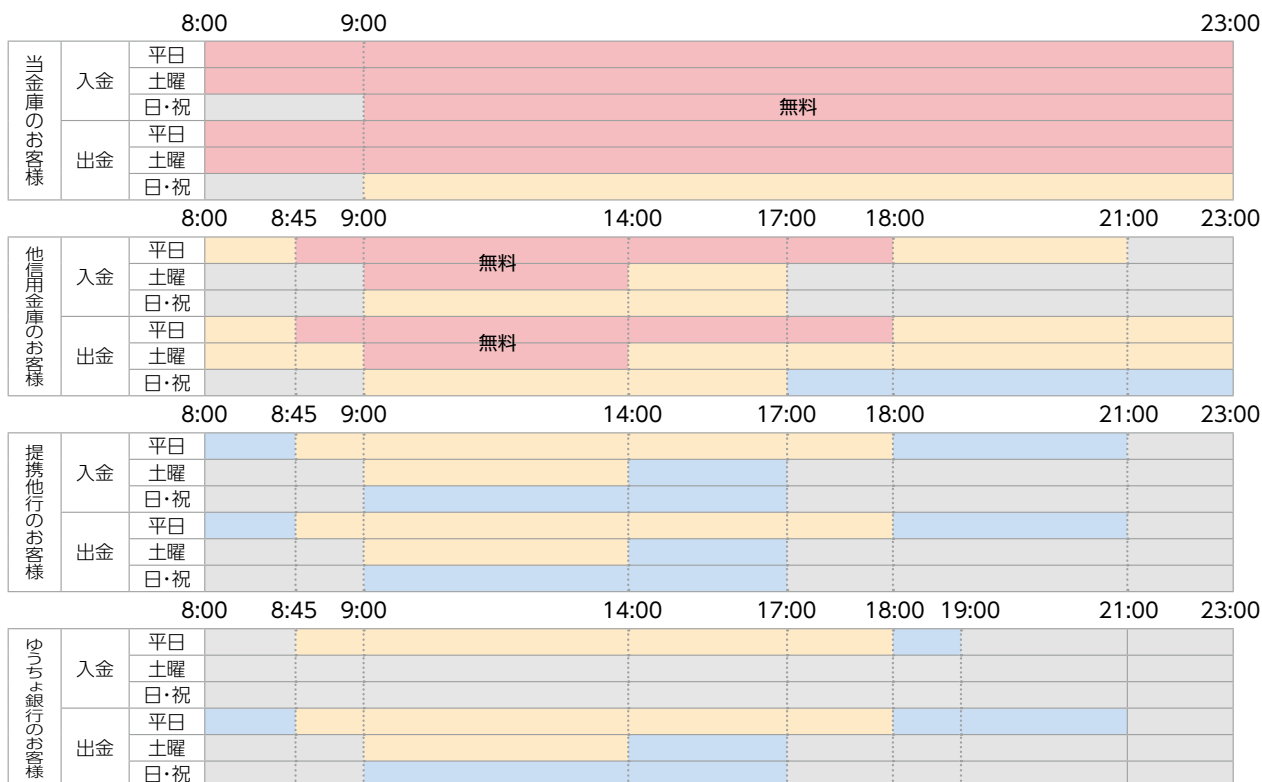 8:00 9:00 23:00
当金庫のお客様
入金
平日
土曜
日・祝
無料
出金
平日
土曜
日・祝
8:00 8:45 9:00 14:00 17:00 18:00 21:00 23:00
他信用金庫のお客様
入金
平日
無料
土曜
日・祝
出金
平日
無料
土曜
日・祝
8:00 8:45 9:00 14:00 17:00 18:00 21:00 23:00
提携他行のお客様
入金
平日
土曜
日・祝
出金
平日
土曜
日・祝
8:00 8:45 9:00 14:00 17:00 18:00 19:00 21:00 23:00
ゆうちょ銀行のお客様
入金
平日
土曜
日・祝
出金
平日
土曜
日・祝